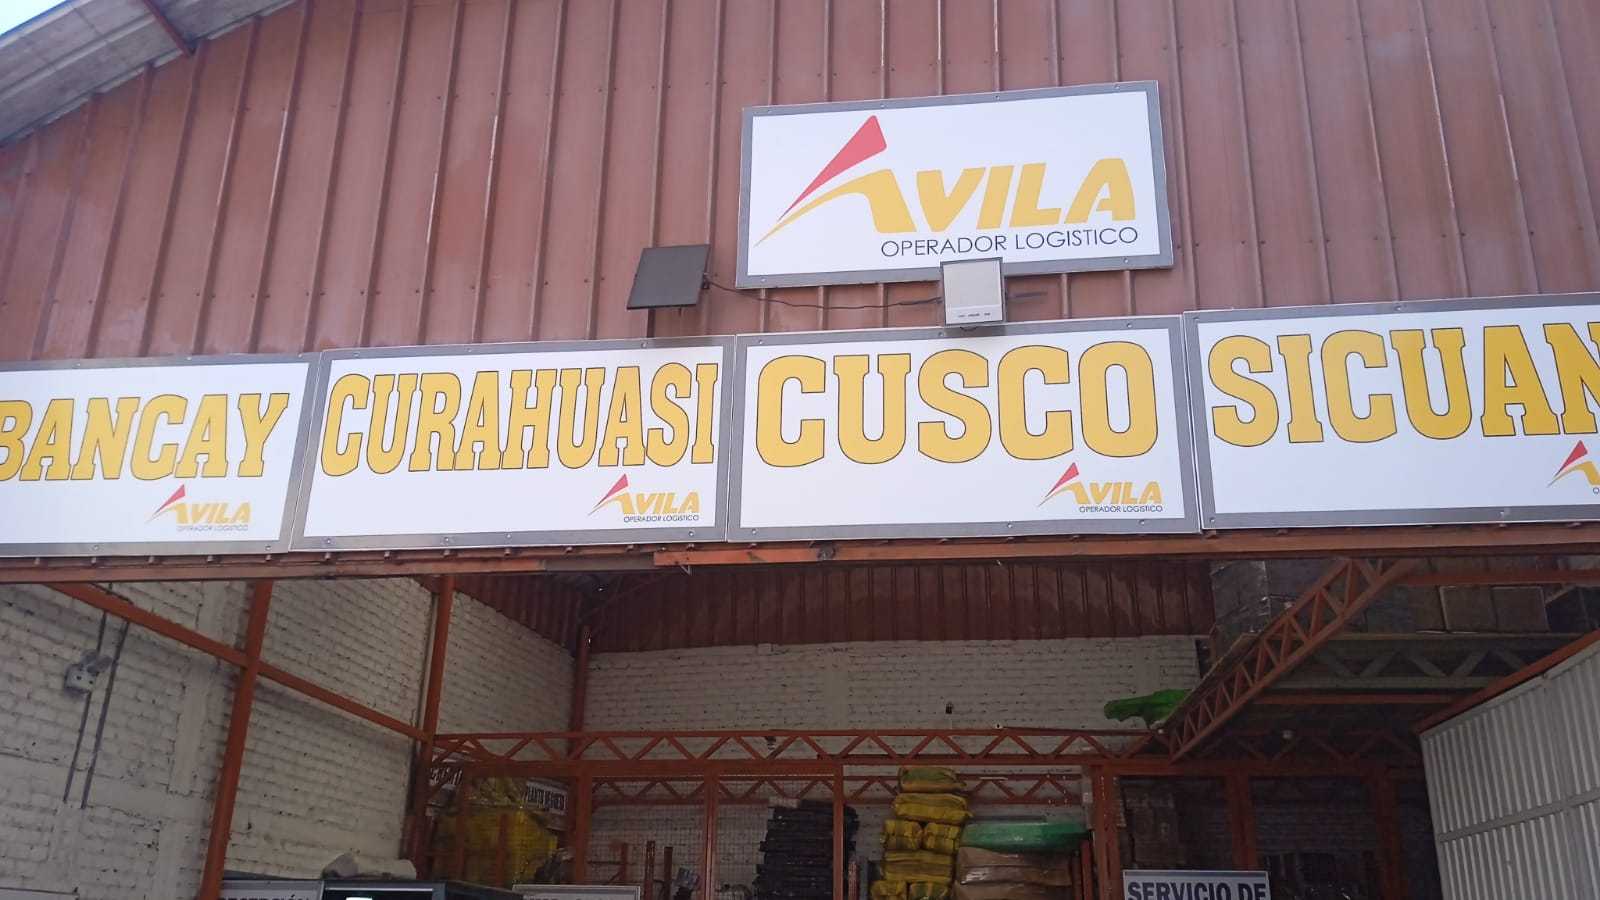 AVILA
OPERADOR LOGISTICO
BANCAY
AVILA
OPERADOR LOGISTICO
CURAHUASI
AVILA
OPERADOR LOGISTICO
CUSCO
AVILA
OPERADOR LOGISTICO
SICUAN
SERVICIO DE